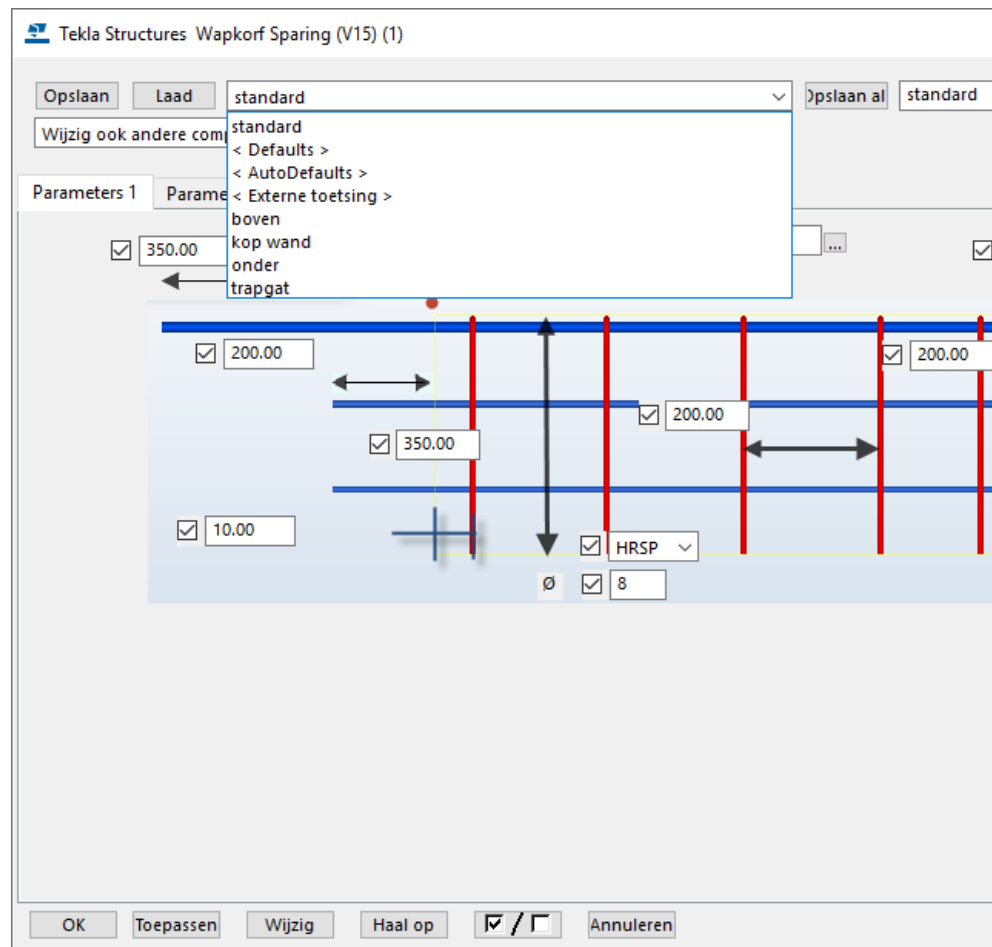 Tekla Structures Wapkorf Sparing (V15) (1)
Opslaan Laad standard Opslaan al standard
Wijzig ook andere comp
standard
< Defaults >
< AutoDefaults >
< Externe toetsing >
boven
kop wand
onder
trapgat
Parameters 1 Parame
350.00 ...
200.00 200.00
200.00
350.00
10.00
HRSP
Ø 8
OK Toepassen Wijzig Haal op / Annuleren